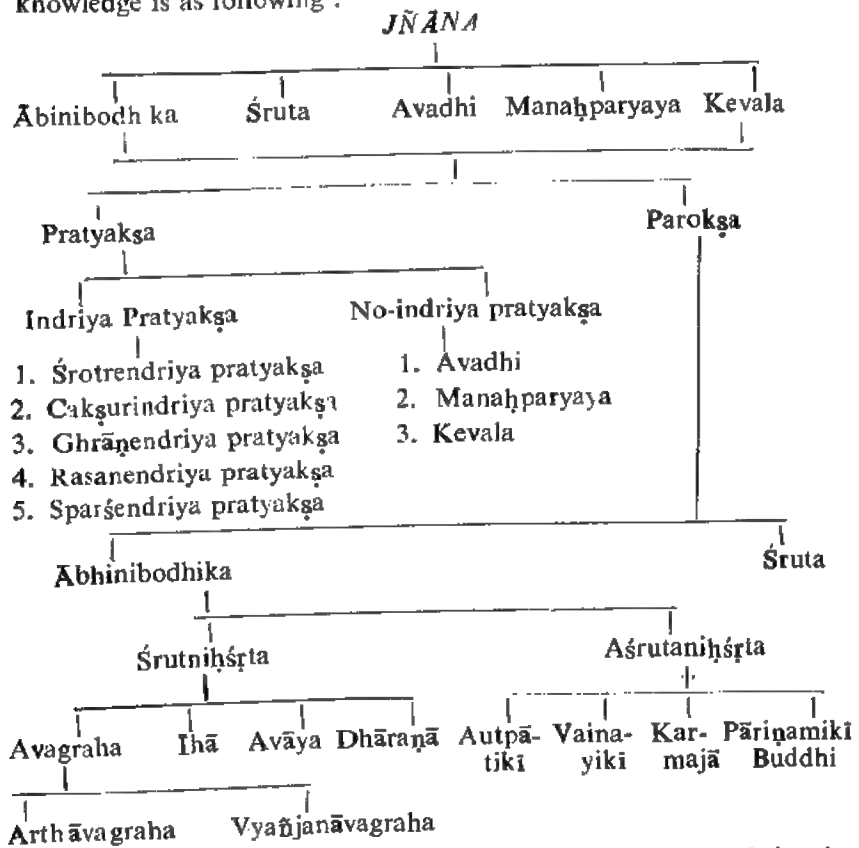 knowledge is as following :
JÑĀNA
Ābinibodh ka Śruta Avadhi Manaḥparyaya Kevala
Pratyakṣa Parokṣa
Indriya Pratyakṣa No-indriya pratyakṣa
1. Śrotrendriya pratyakṣa 1. Avadhi
2. Cakṣurindriya pratyakṣa 2. Manaḥparyaya
3. Ghrāṇendriya pratyakṣa 3. Kevala
4. Rasanendriya pratyakṣa
5. Sparśendriya pratyakṣa
Ābhinibodhika Śruta
Śrutniḥśṛta Aśrutaniḥśṛta
Avagraha Ihā Avāya Dhāraṇā Autpā- Vaina- Kar- Pāriṇamikī
tikī yikī majā Buddhi
Arthāvagraha Vyañjanāvagraha